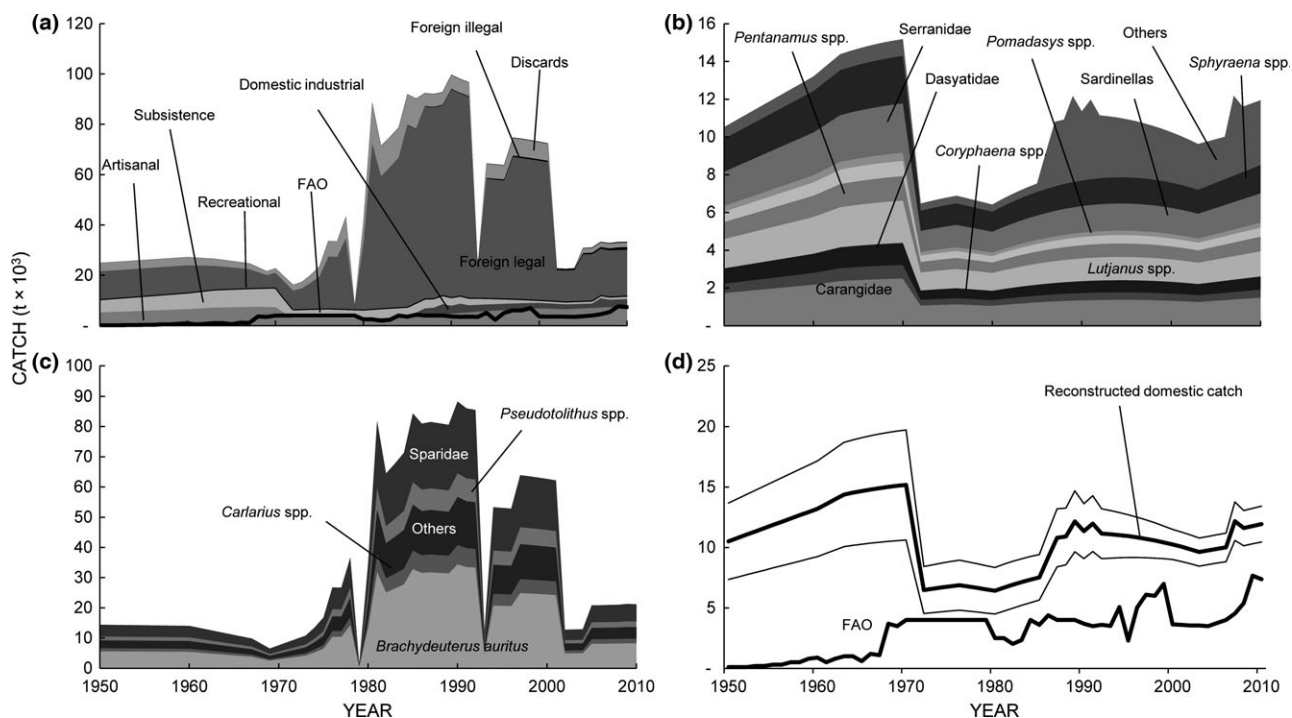 (a)
120
100
80
60
40
20
-
Foreign illegal
Discards
Domestic industrial
Subsistence
Artisanal
Recreational
FAO
Foreign legal
(b)
16
14
12
10
8
6
4
2
-
Serranidae
Pentanamus spp.
Pomadasys spp.
Others
Dasyatidae
Sardinellas
Sphyraena spp.
Coryphaena spp.
Lutjanus spp.
Carangidae
CATCH (t × 10³)
(c)
100
90
80
70
60
50
40
30
20
10
0
Pseudotolithus spp.
Sparidae
Carlarius spp.
Others
Brachydeuterus auritus
1950 1960 1970 1980 1990 2000 2010
YEAR
(d)
25
20
15
10
5
-
Reconstructed domestic catch
FAO
1950 1960 1970 1980 1990 2000 2010
YEAR